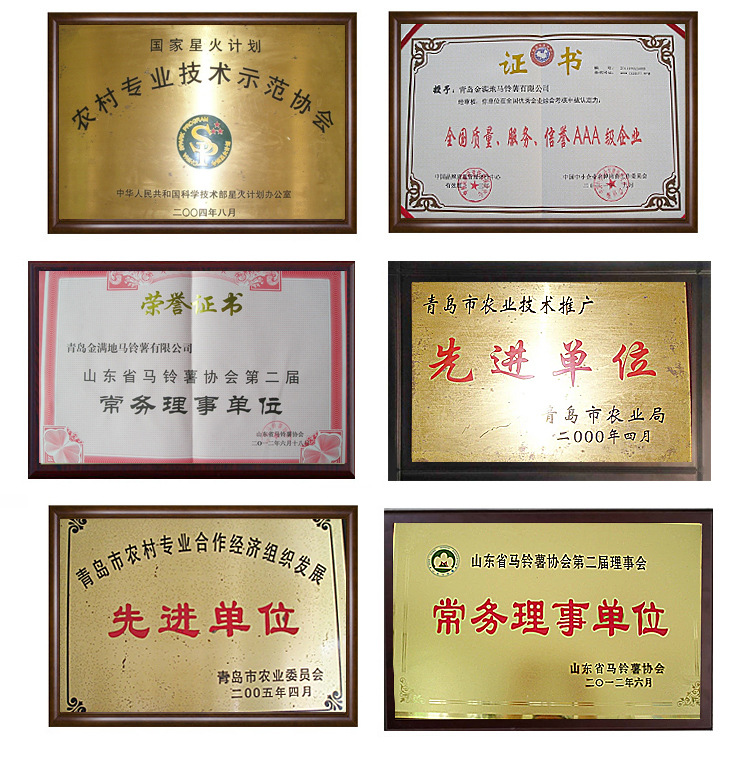 国家星火计划
农村专业技术示范协会
SPARK PROGRAM
中华人民共和国科学技术部星火计划办公室
二〇〇四年八月
证书
授予：青岛金满地马铃薯有限公司
全国质量、服务、信誉AAA级企业
荣誉证书
青岛金满地马铃薯有限公司
山东省马铃薯协会第二届
常务理事单位
山东省马铃薯协会
二〇一二年六月十八日
青岛市农业技术推广
先进单位
青岛市农业局
二000年四月
青岛市农村专业合作经济组织发展
先进单位
青岛市农业委员会
二00五年四月
山东省马铃薯协会第二届理事会
常务理事单位
山东省马铃薯协会
二〇一二年六月